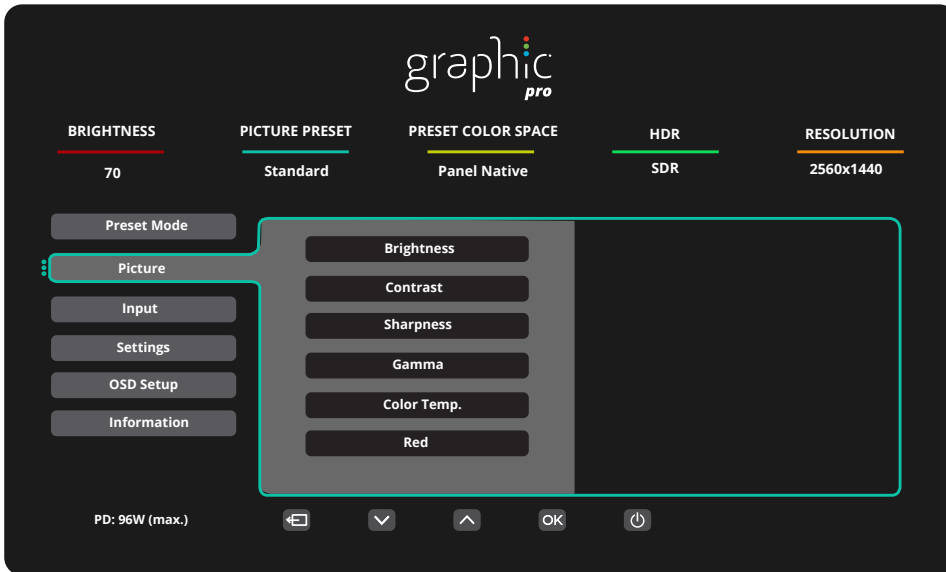 graphic
pro
BRIGHTNESS
70
PICTURE PRESET
Standard
PRESET COLOR SPACE
Panel Native
HDR
SDR
RESOLUTION
2560x1440
Preset Mode
Picture
Input
Settings
OSD Setup
Information
Brightness
Contrast
Sharpness
Gamma
Color Temp.
Red
PD: 96W (max.)
OK